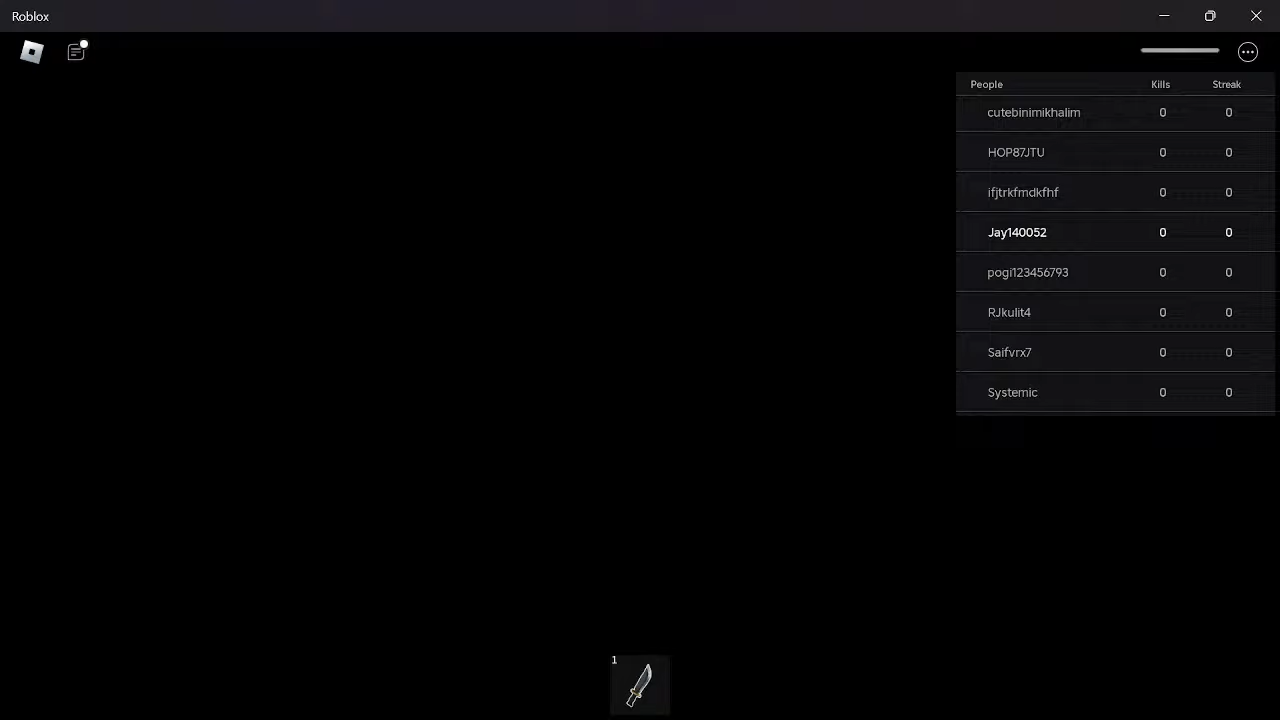 Roblox
People Kills Streak
cutebinimikhalim 0 0
HOP87JTU 0 0
ifjtrkfmdkfhf 0 0
Jay140052 0 0
pogi123456793 0 0
RJkulit4 0 0
Saifvrx7 0 0
Systemic 0 0
1